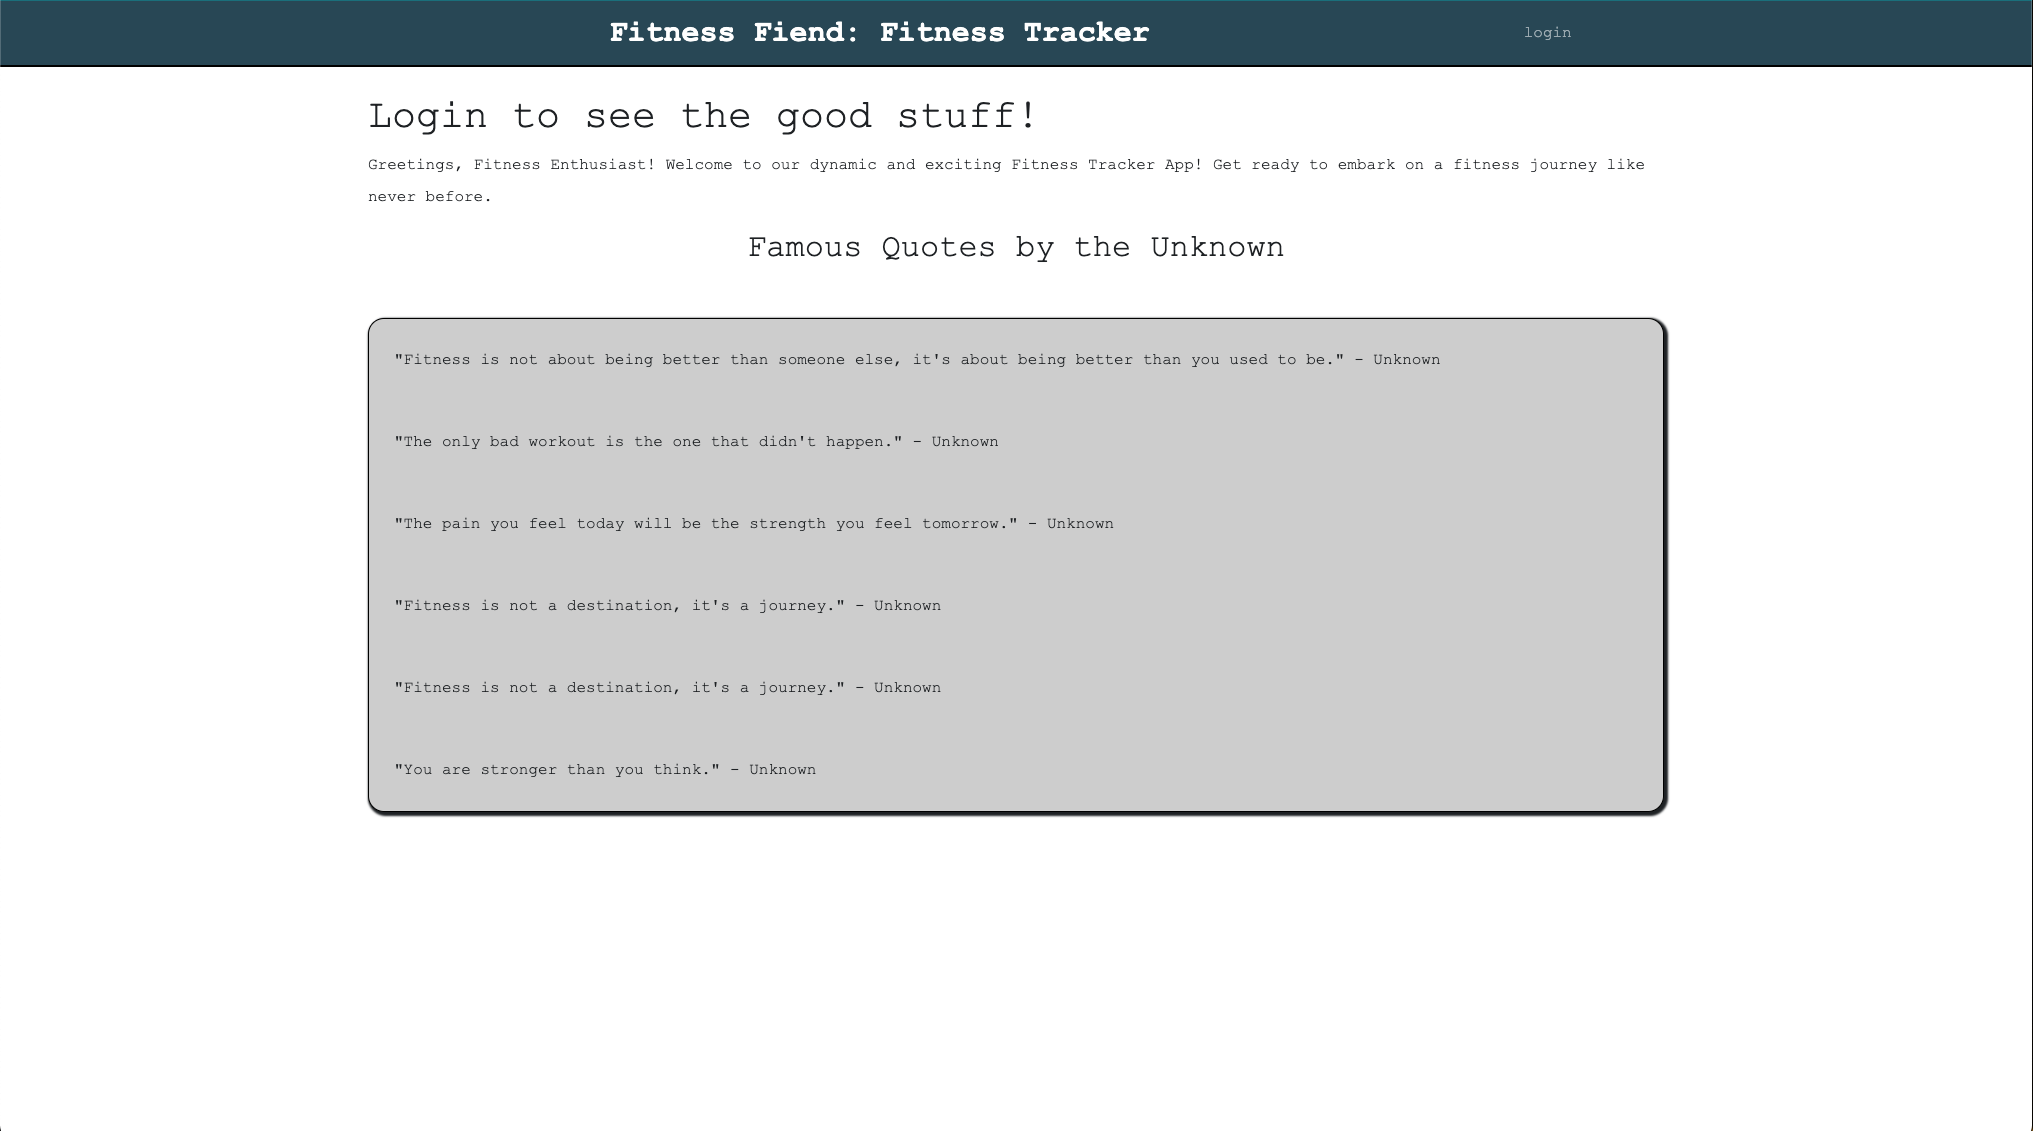 Fitness Fiend: Fitness Tracker
login
Login to see the good stuff!
Greetings, Fitness Enthusiast! Welcome to our dynamic and exciting Fitness Tracker App! Get ready to embark on a fitness journey like
never before.
Famous Quotes by the Unknown
"Fitness is not about being better than someone else, it's about being better than you used to be." - Unknown
"The only bad workout is the one that didn't happen." - Unknown
"The pain you feel today will be the strength you feel tomorrow." - Unknown
"Fitness is not a destination, it's a journey." - Unknown
"Fitness is not a destination, it's a journey." - Unknown
"You are stronger than you think." - Unknown